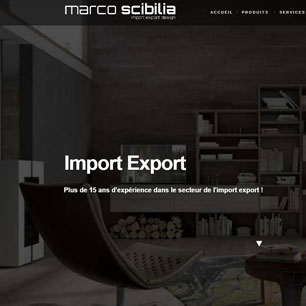 marco scibilia
import export design
ACCUEIL / PRODUITS / SERVICES
Import Export
Plus de 15 ans d'expérience dans le secteur de l'import export !